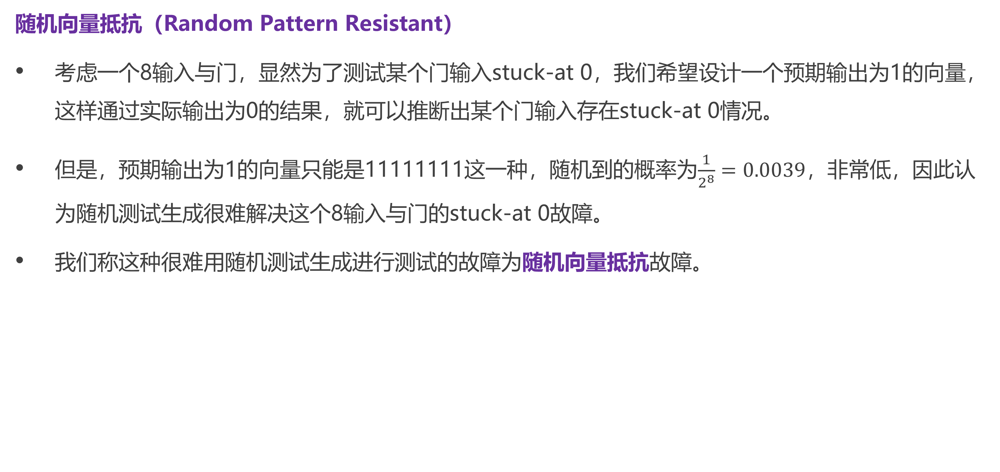 随机向量抵抗（Random Pattern Resistant）
• 考虑一个8输入与门，显然为了测试某个门输入stuck-at 0，我们希望设计一个预期输出为1的向量，
这样通过实际输出为0的结果，就可以推断出某个门输入存在stuck-at 0情况。
• 但是，预期输出为1的向量只能是11111111这一种，随机到的概率为$\frac{1}{2^8} = 0.0039$，非常低，因此认
为随机测试生成很难解决这个8输入与门的stuck-at 0故障。
• 我们称这种很难用随机测试生成进行测试的故障为随机向量抵抗故障。